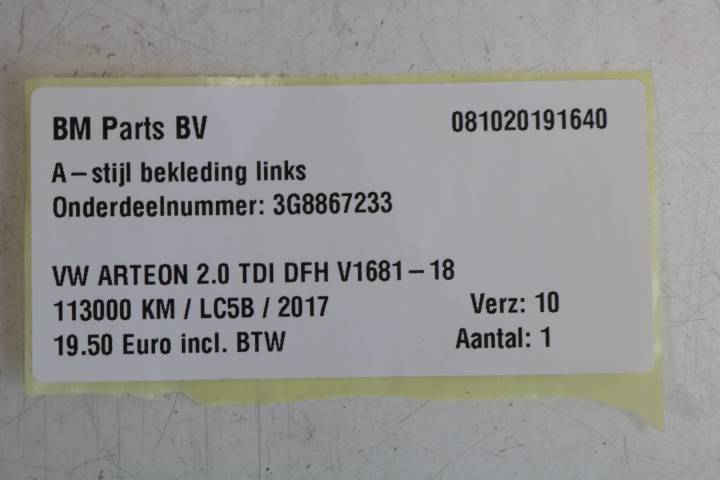 BM Parts BV 081020191640
A-stijl bekleding links
Onderdeelnummer: 3G8867233
VW ARTEON 2.0 TDI DFH V1681-18
113000 KM / LC5B / 2017 Verz: 10
19.50 Euro incl. BTW Aantal: 1